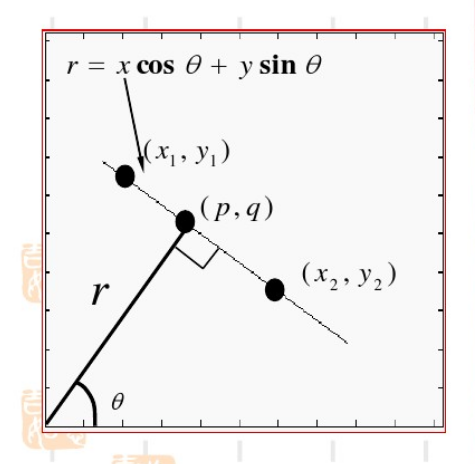 r = x cos θ + y sin θ
(x₁, y₁)
(p, q)
(x₂, y₂)
r
θ